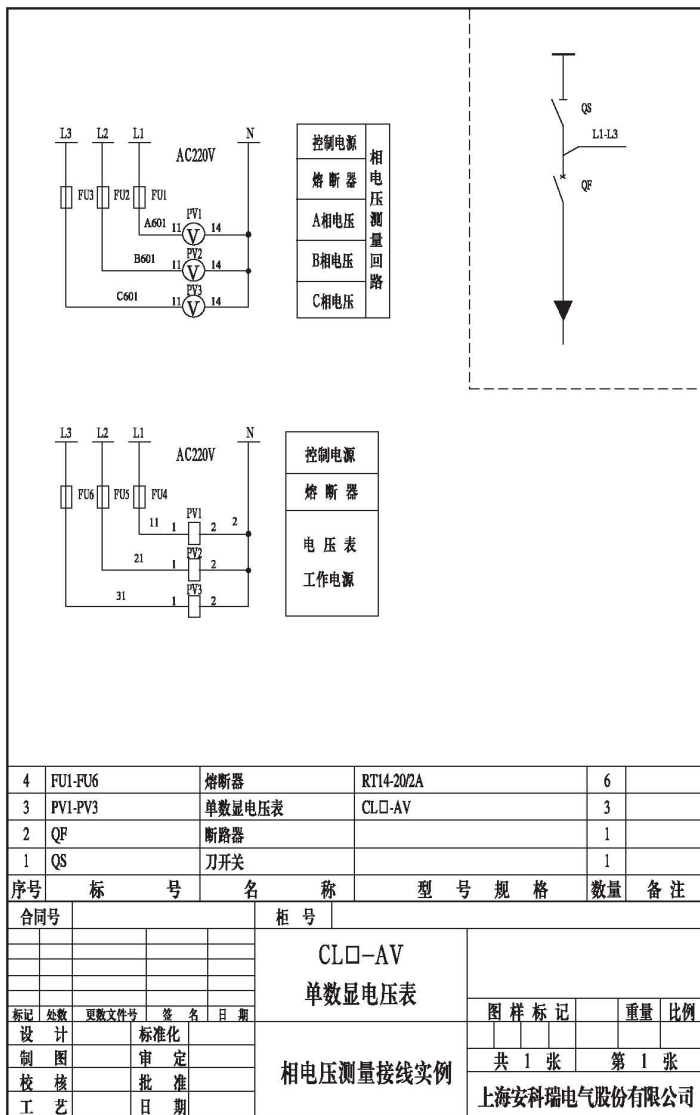 L3 L2 L1 N
AC220V
FU3 FU2 FU1
A601 11 PV1 14
B601 11 PV2 14
C601 11 PV3 14
V
V
V
控制电源
熔断器
A相电压
B相电压
C相电压
相电压测量回路
QS
L1-L3
QF
L3 L2 L1 N
AC220V
FU6 FU5 FU4
11 1 PV1 2 2
21 1 PV2 2
31 1 PV3 2
控制电源
熔断器
电压表
工作电源
4 FU1-FU6 熔断器 RT14-20/2A 6
3 PV1-PV3 单数显电压表 CL□-AV 3
2 QF 断路器 1
1 QS 刀开关 1
序号 标号 名称 型号规格 数量 备注
合同号 柜号
CL□-AV
单数显电压表
标记 处数 更数文件号 签名 日期
图样标记 重量 比例
设计 标准化
制图 审定
校核 批准
工艺 日期
相电压测量接线实例
共1张 第1张
上海安科瑞电气股份有限公司